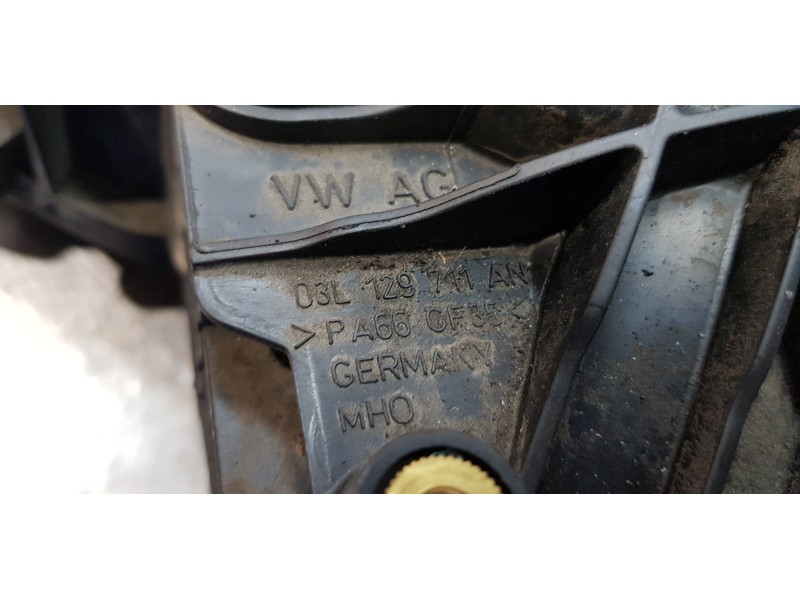 VW AG
03L 129 711 AN
>PA66 GF35<
GERMANY
MHO